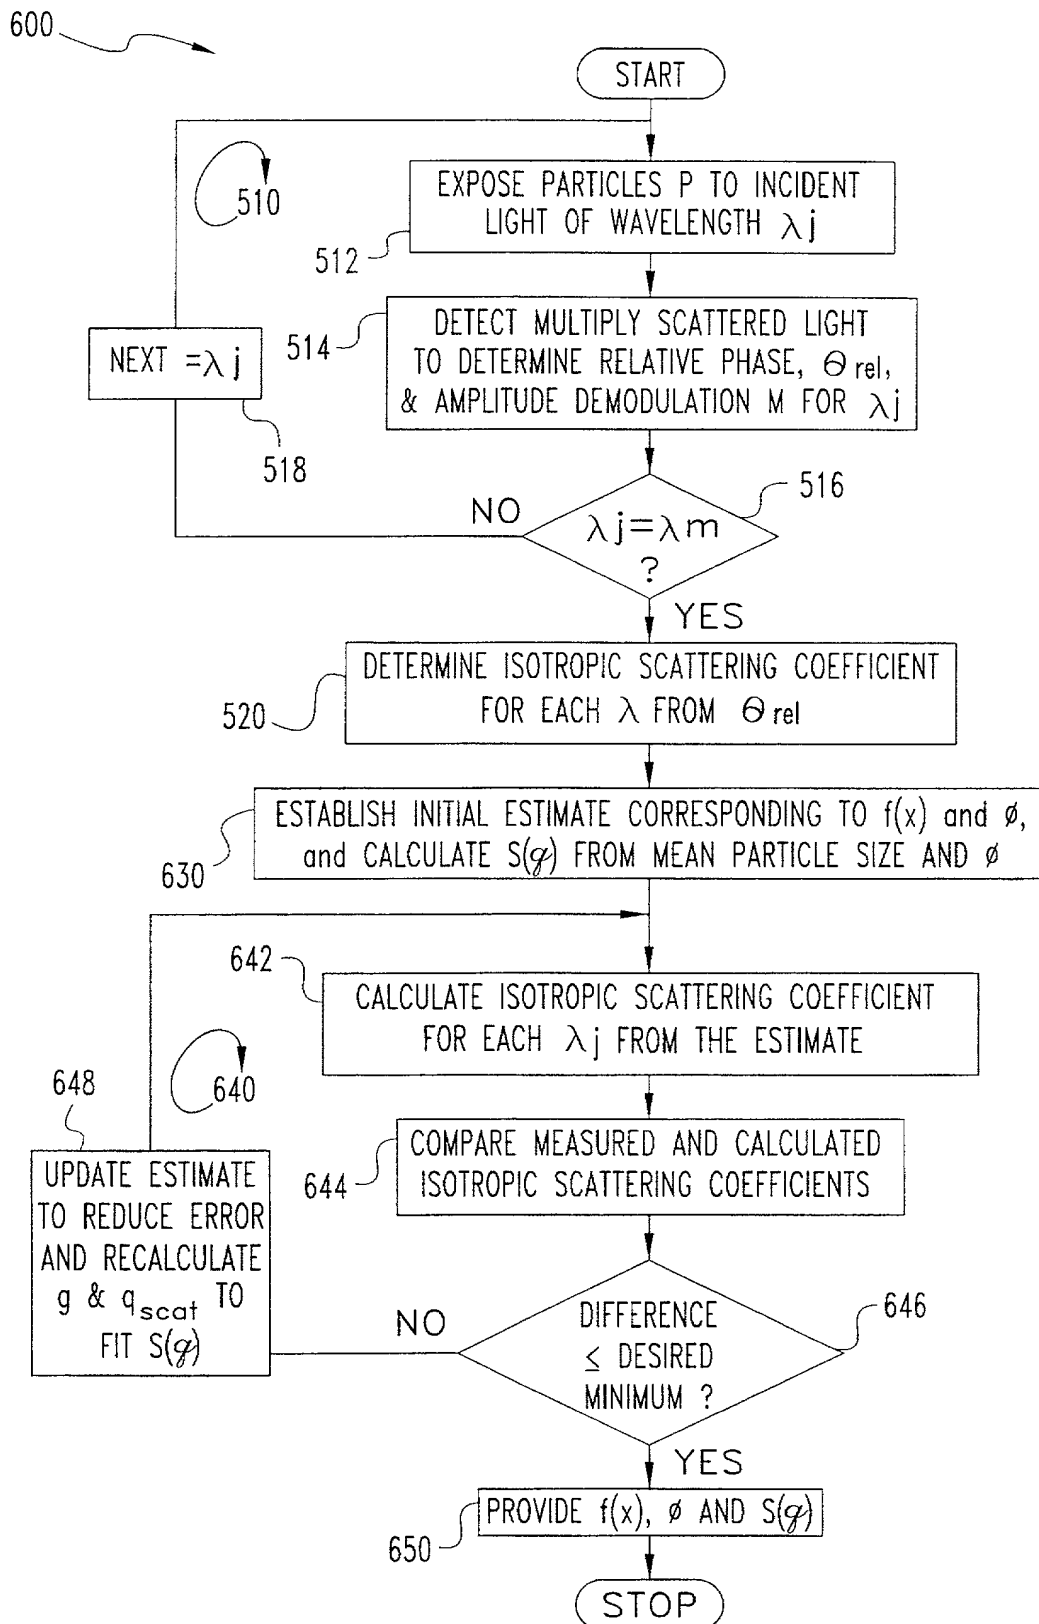 600
START
510
EXPOSE PARTICLES P TO INCIDENT
LIGHT OF WAVELENGTH λj
512
514
DETECT MULTIPLY SCATTERED LIGHT
TO DETERMINE RELATIVE PHASE, Θrel,
& AMPLITUDE DEMODULATION M FOR λj
NEXT =λj
518
516
NO
λj=λm
?
YES
DETERMINE ISOTROPIC SCATTERING COEFFICIENT
FOR EACH λ FROM Θrel
520
ESTABLISH INITIAL ESTIMATE CORRESPONDING TO f(x) and ø,
and CALCULATE S(g) FROM MEAN PARTICLE SIZE AND ø
630
642
CALCULATE ISOTROPIC SCATTERING COEFFICIENT
FOR EACH λj FROM THE ESTIMATE
640
648
COMPARE MEASURED AND CALCULATED
ISOTROPIC SCATTERING COEFFICIENTS
644
UPDATE ESTIMATE
TO REDUCE ERROR
AND RECALCULATE
g & qscat TO
FIT S(g)
NO
DIFFERENCE
≤ DESIRED
MINIMUM ?
646
YES
PROVIDE f(x), ø AND S(g)
650
STOP